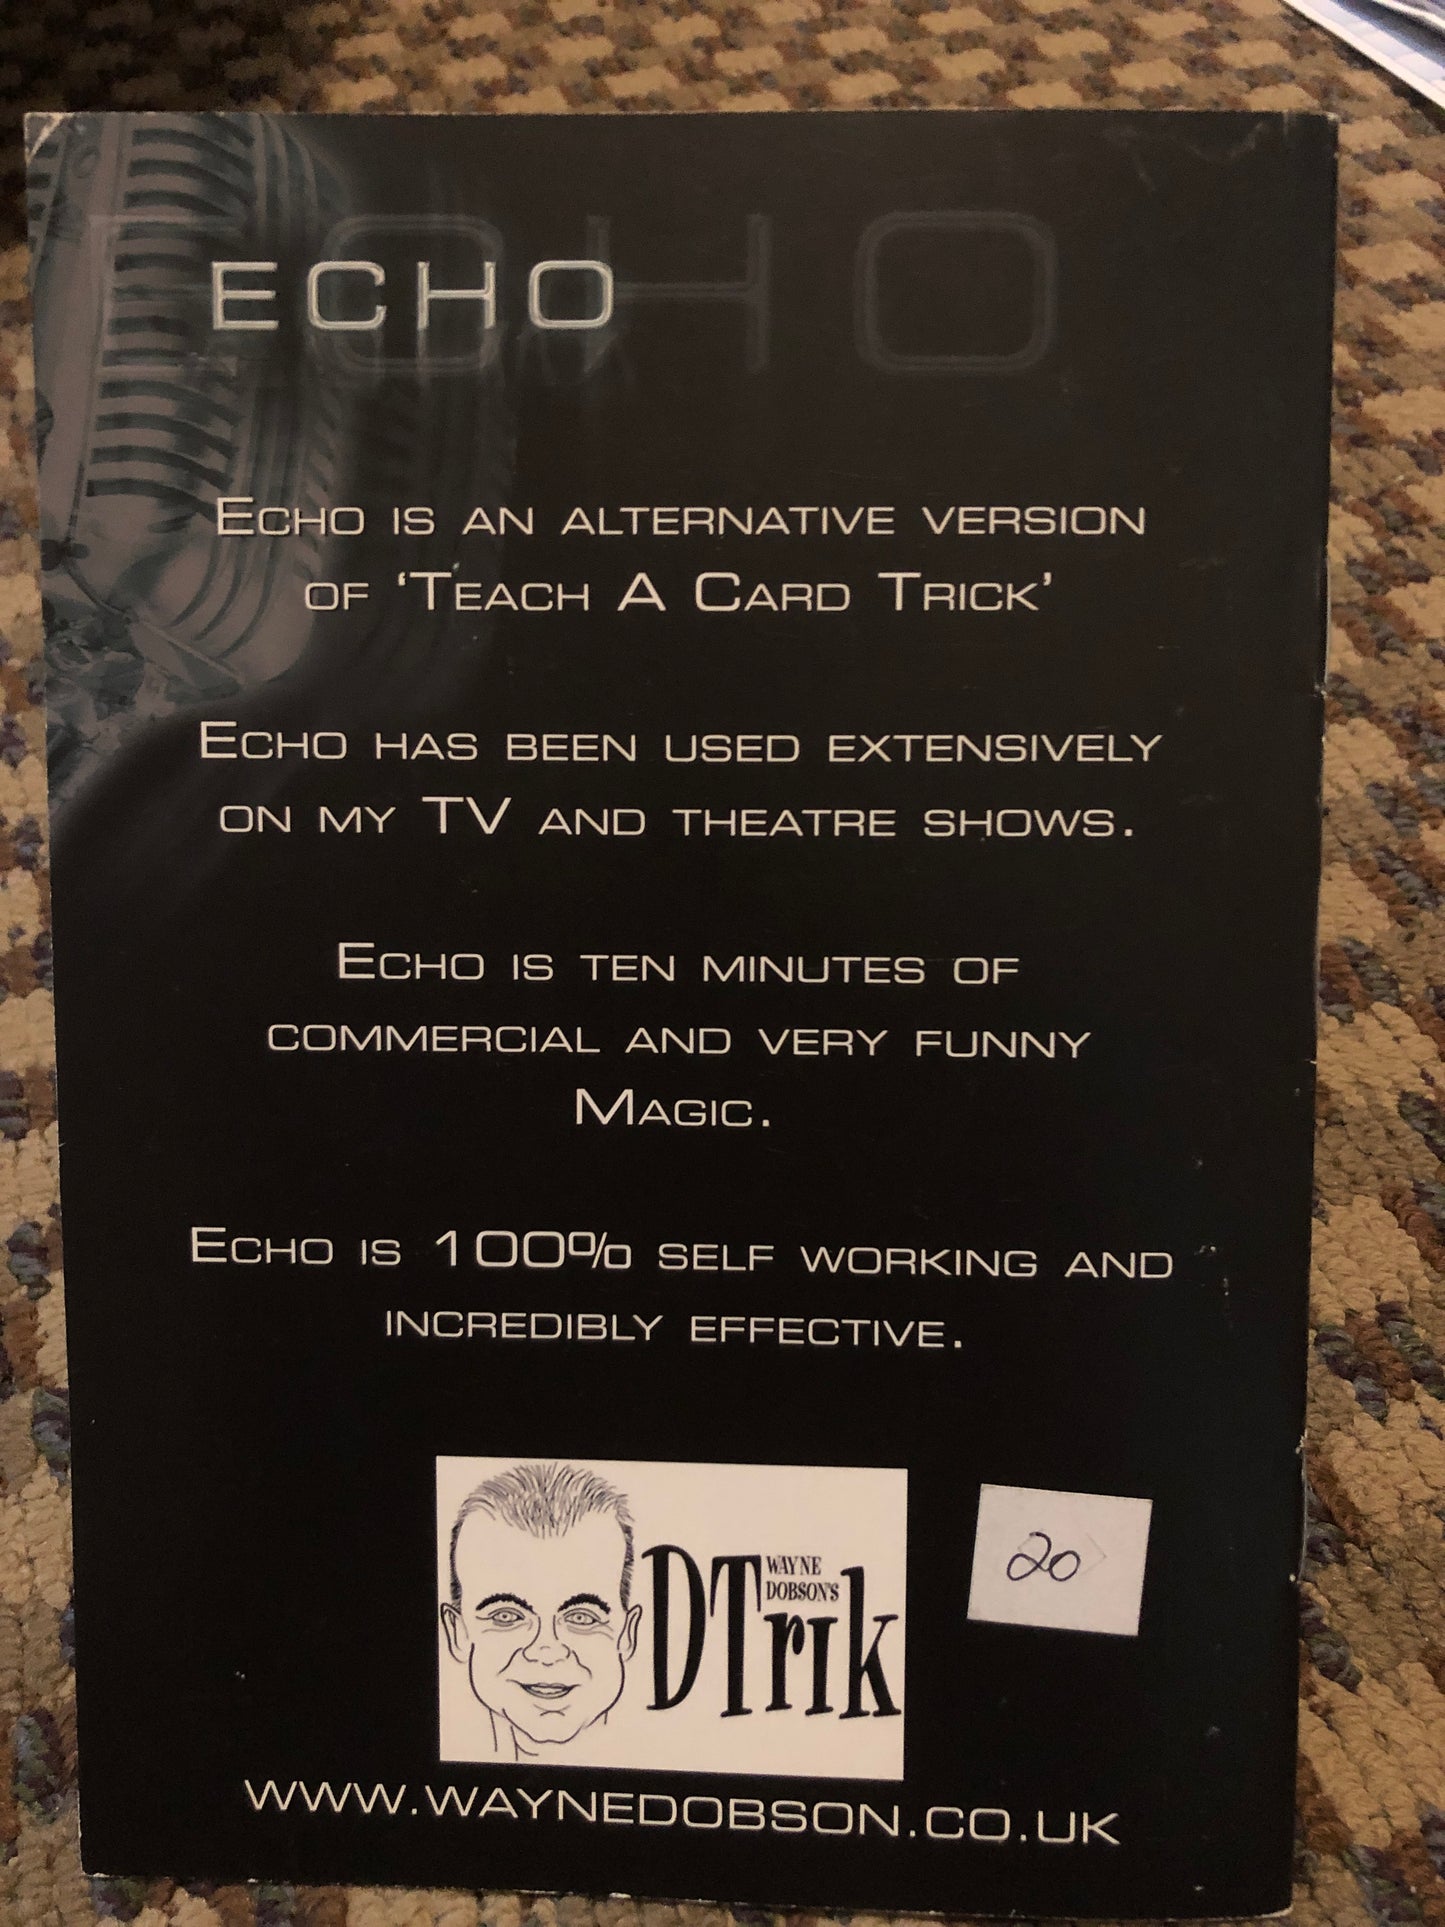 ECHO
ECHO IS AN ALTERNATIVE VERSION
OF ‘TEACH A CARD TRICK’
ECHO HAS BEEN USED EXTENSIVELY
ON MY TV AND THEATRE SHOWS.
ECHO IS TEN MINUTES OF
COMMERCIAL AND VERY FUNNY
MAGIC.
ECHO IS 100% SELF WORKING AND
INCREDIBLY EFFECTIVE.
WAYNE
DOBSON'S
DTrik
20
WWW.WAYNEDOBSON.CO.UK